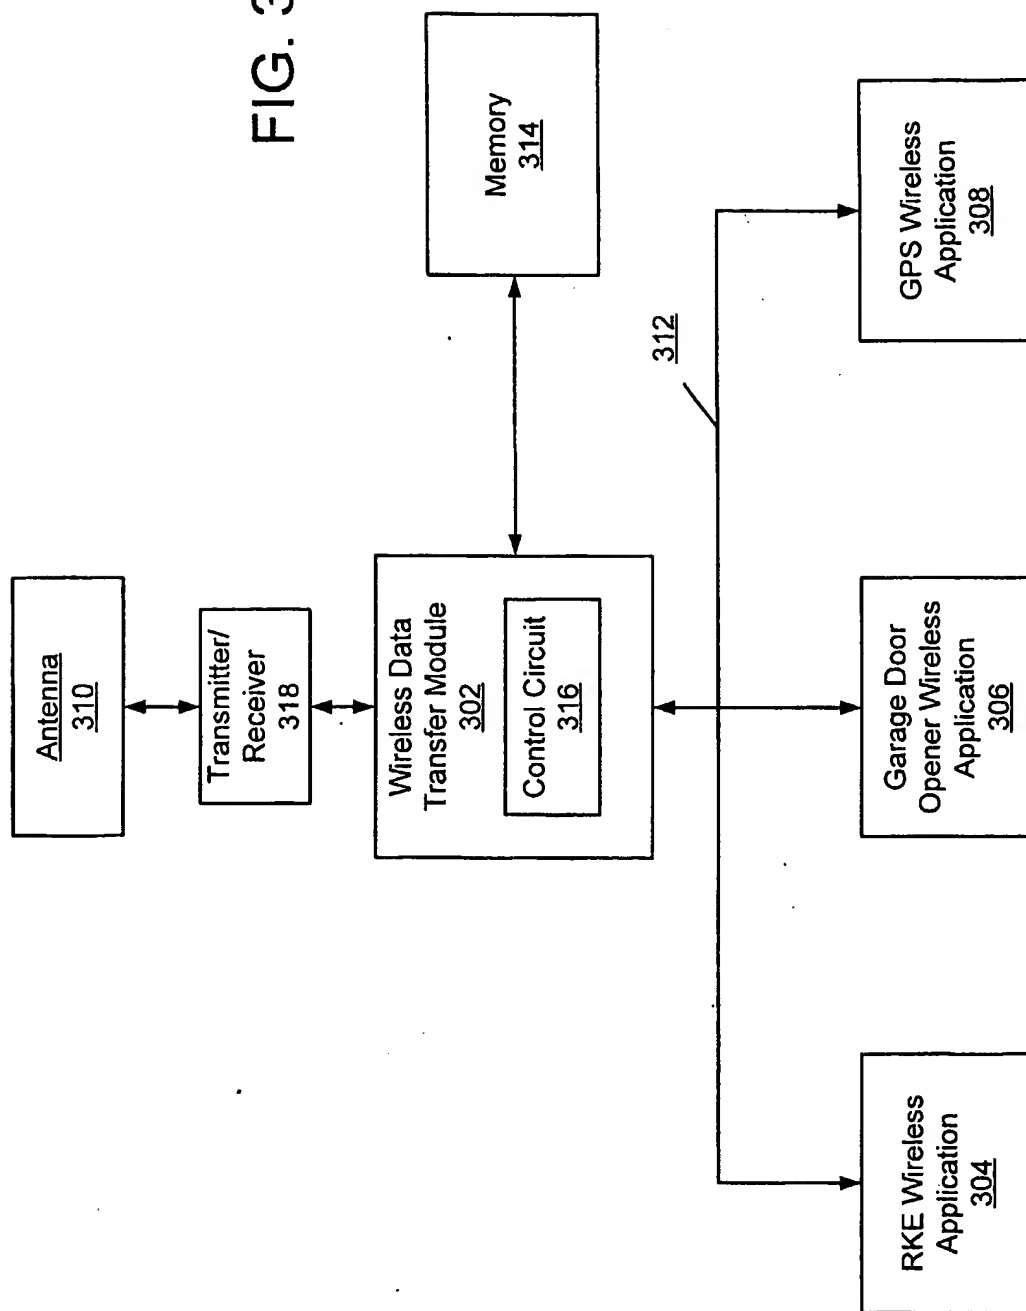 FIG. 3
Antenna
310
Transmitter/
Receiver
318
Wireless Data
Transfer Module
302
Control Circuit
316
Memory
314
312
RKE Wireless
Application
304
Garage Door
Opener Wireless
Application
306
GPS Wireless
Application
308